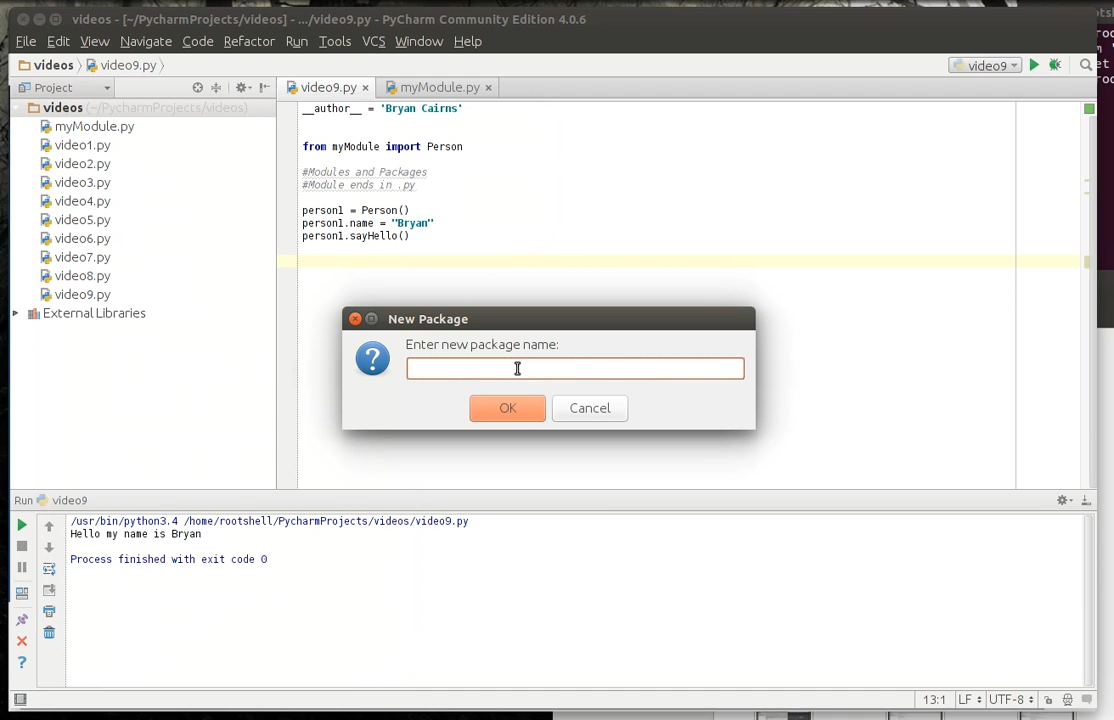 videos - [~/PycharmProjects/videos] - .../video9.py - PyCharm Community Edition 4.0.6
File Edit View Navigate Code Refactor Run Tools VCS Window Help
videos video9.py
video9
Project
video9.py myModule.py
videos (~/PycharmProjects/videos)
myModule.py
video1.py
video2.py
video3.py
video4.py
video5.py
video6.py
video7.py
video8.py
video9.py
External Libraries
__author__ = 'Bryan Cairns'
from myModule import Person
#Modules and Packages
#Module ends in .py
person1 = Person()
person1.name = "Bryan"
person1.sayHello()
New Package
Enter new package name:
OK Cancel
Run video9
/usr/bin/python3.4 /home/rootshell/PycharmProjects/videos/video9.py
Hello my name is Bryan
Process finished with exit code 0
13:1 LF UTF-8